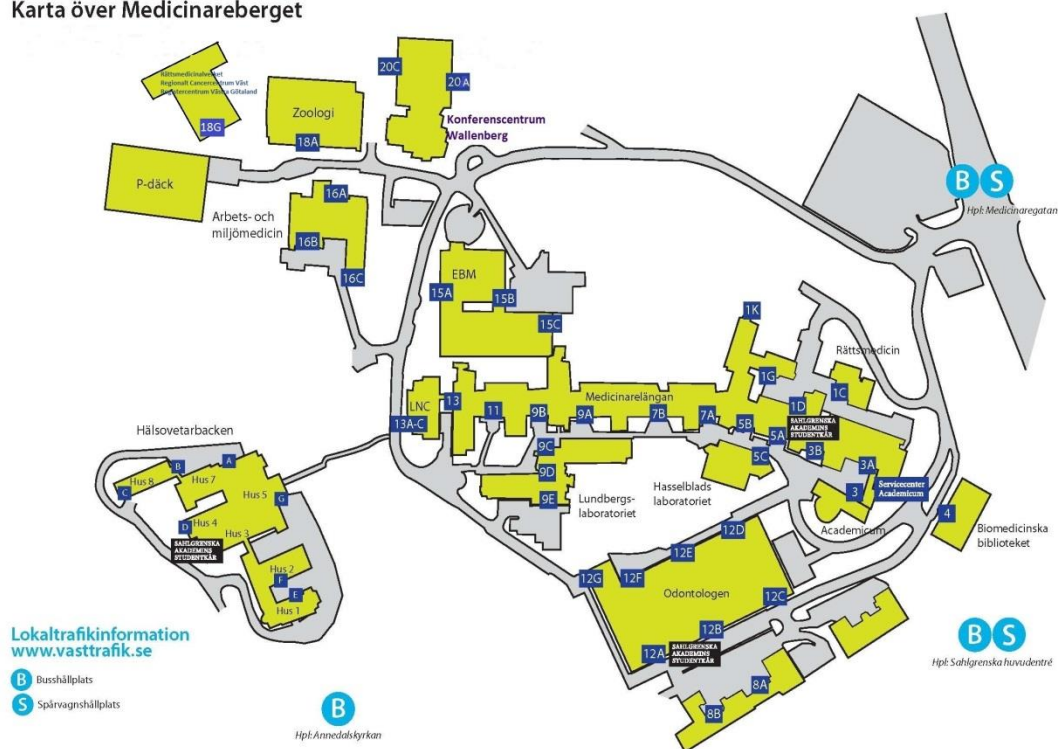 Karta över Medicinareberget
Rättsmedicinalverket
Regionalt Cancercentrum Väst
Registercentrum Västra Götaland
18G
Zoologi
18A
20C
20A
Konferenscentrum
Wallenberg
P-däck
Arbets- och
miljömedicin
16A
16B
16C
B
S
Hpl: Medicinaregatan
EBM
15A
15B
15C
1K
Rättsmedicin
1G
1C
1D
LNC
13A-C
13
11
9B
9A
Medicinarelängan
7B
7A
5B
5A
SAHLGRENSKA
AKADEMINS
STUDENTKÅR
3B
3A
5C
9C
9D
9E
Lundbergs-
laboratoriet
Hasselblads
laboratoriet
3
Servicecenter
Academicum
Academicum
4
Biomedicinska
biblioteket
Hälsovetarbacken
B
A
Hus 8
C
Hus 7
Hus 5
G
D
Hus 4
Hus 3
SAHLGRENSKA
AKADEMINS
STUDENTKÅR
Hus 2
F
E
Hus 1
12D
12E
12F
12G
Odontologen
12C
12B
12A
SAHLGRENSKA
AKADEMINS
STUDENTKÅR
8A
8B
B
S
Hpl: Sahlgrenska huvudentré
Lokaltrafikinformation
www.vasttrafik.se
B Busshållplats
S Spårvagnshållplats
B
Hpl: Annedalskyrkan